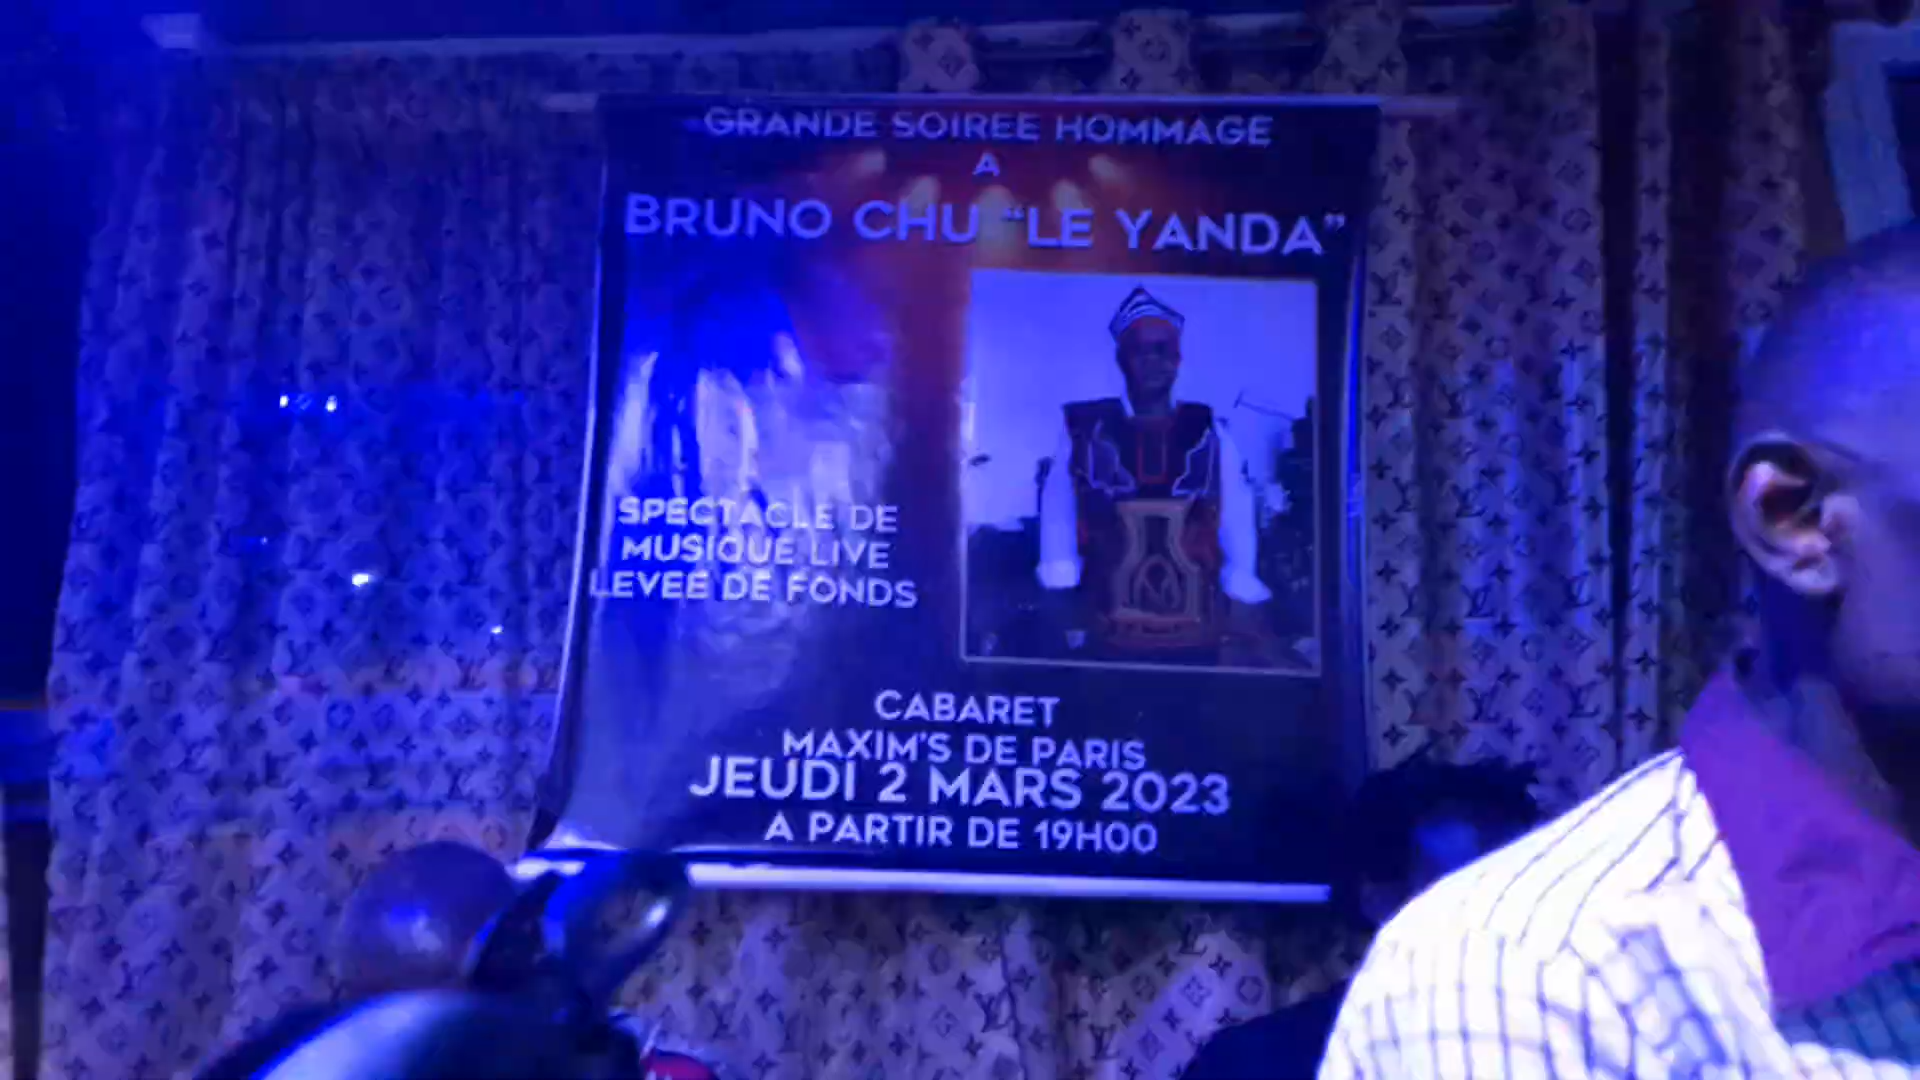 GRANDE SOIREE HOMMAGE
A
BRUNO CHU "LE YANDA"
SPECTACLE DE
MUSIQUE LIVE
LEVEE DE FONDS
CABARET
MAXIM'S DE PARIS
JEUDI 2 MARS 2023
A PARTIR DE 19H00